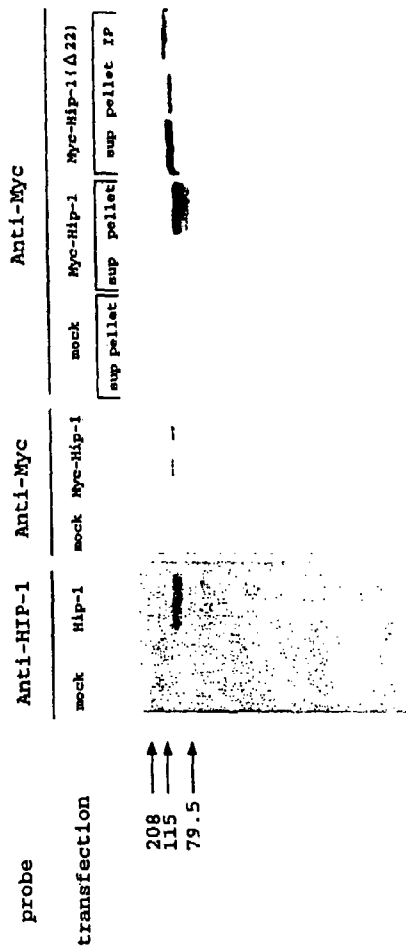 probe Anti-HIP-1 Anti-Myc Anti-Myc
transfection mock Hip-1 mock Myc-Hip-1 mock Myc-Hip-1 Myc-Hip-1(Δ22)
sup pellet sup pellet sup pellet IP
208
115
79.5